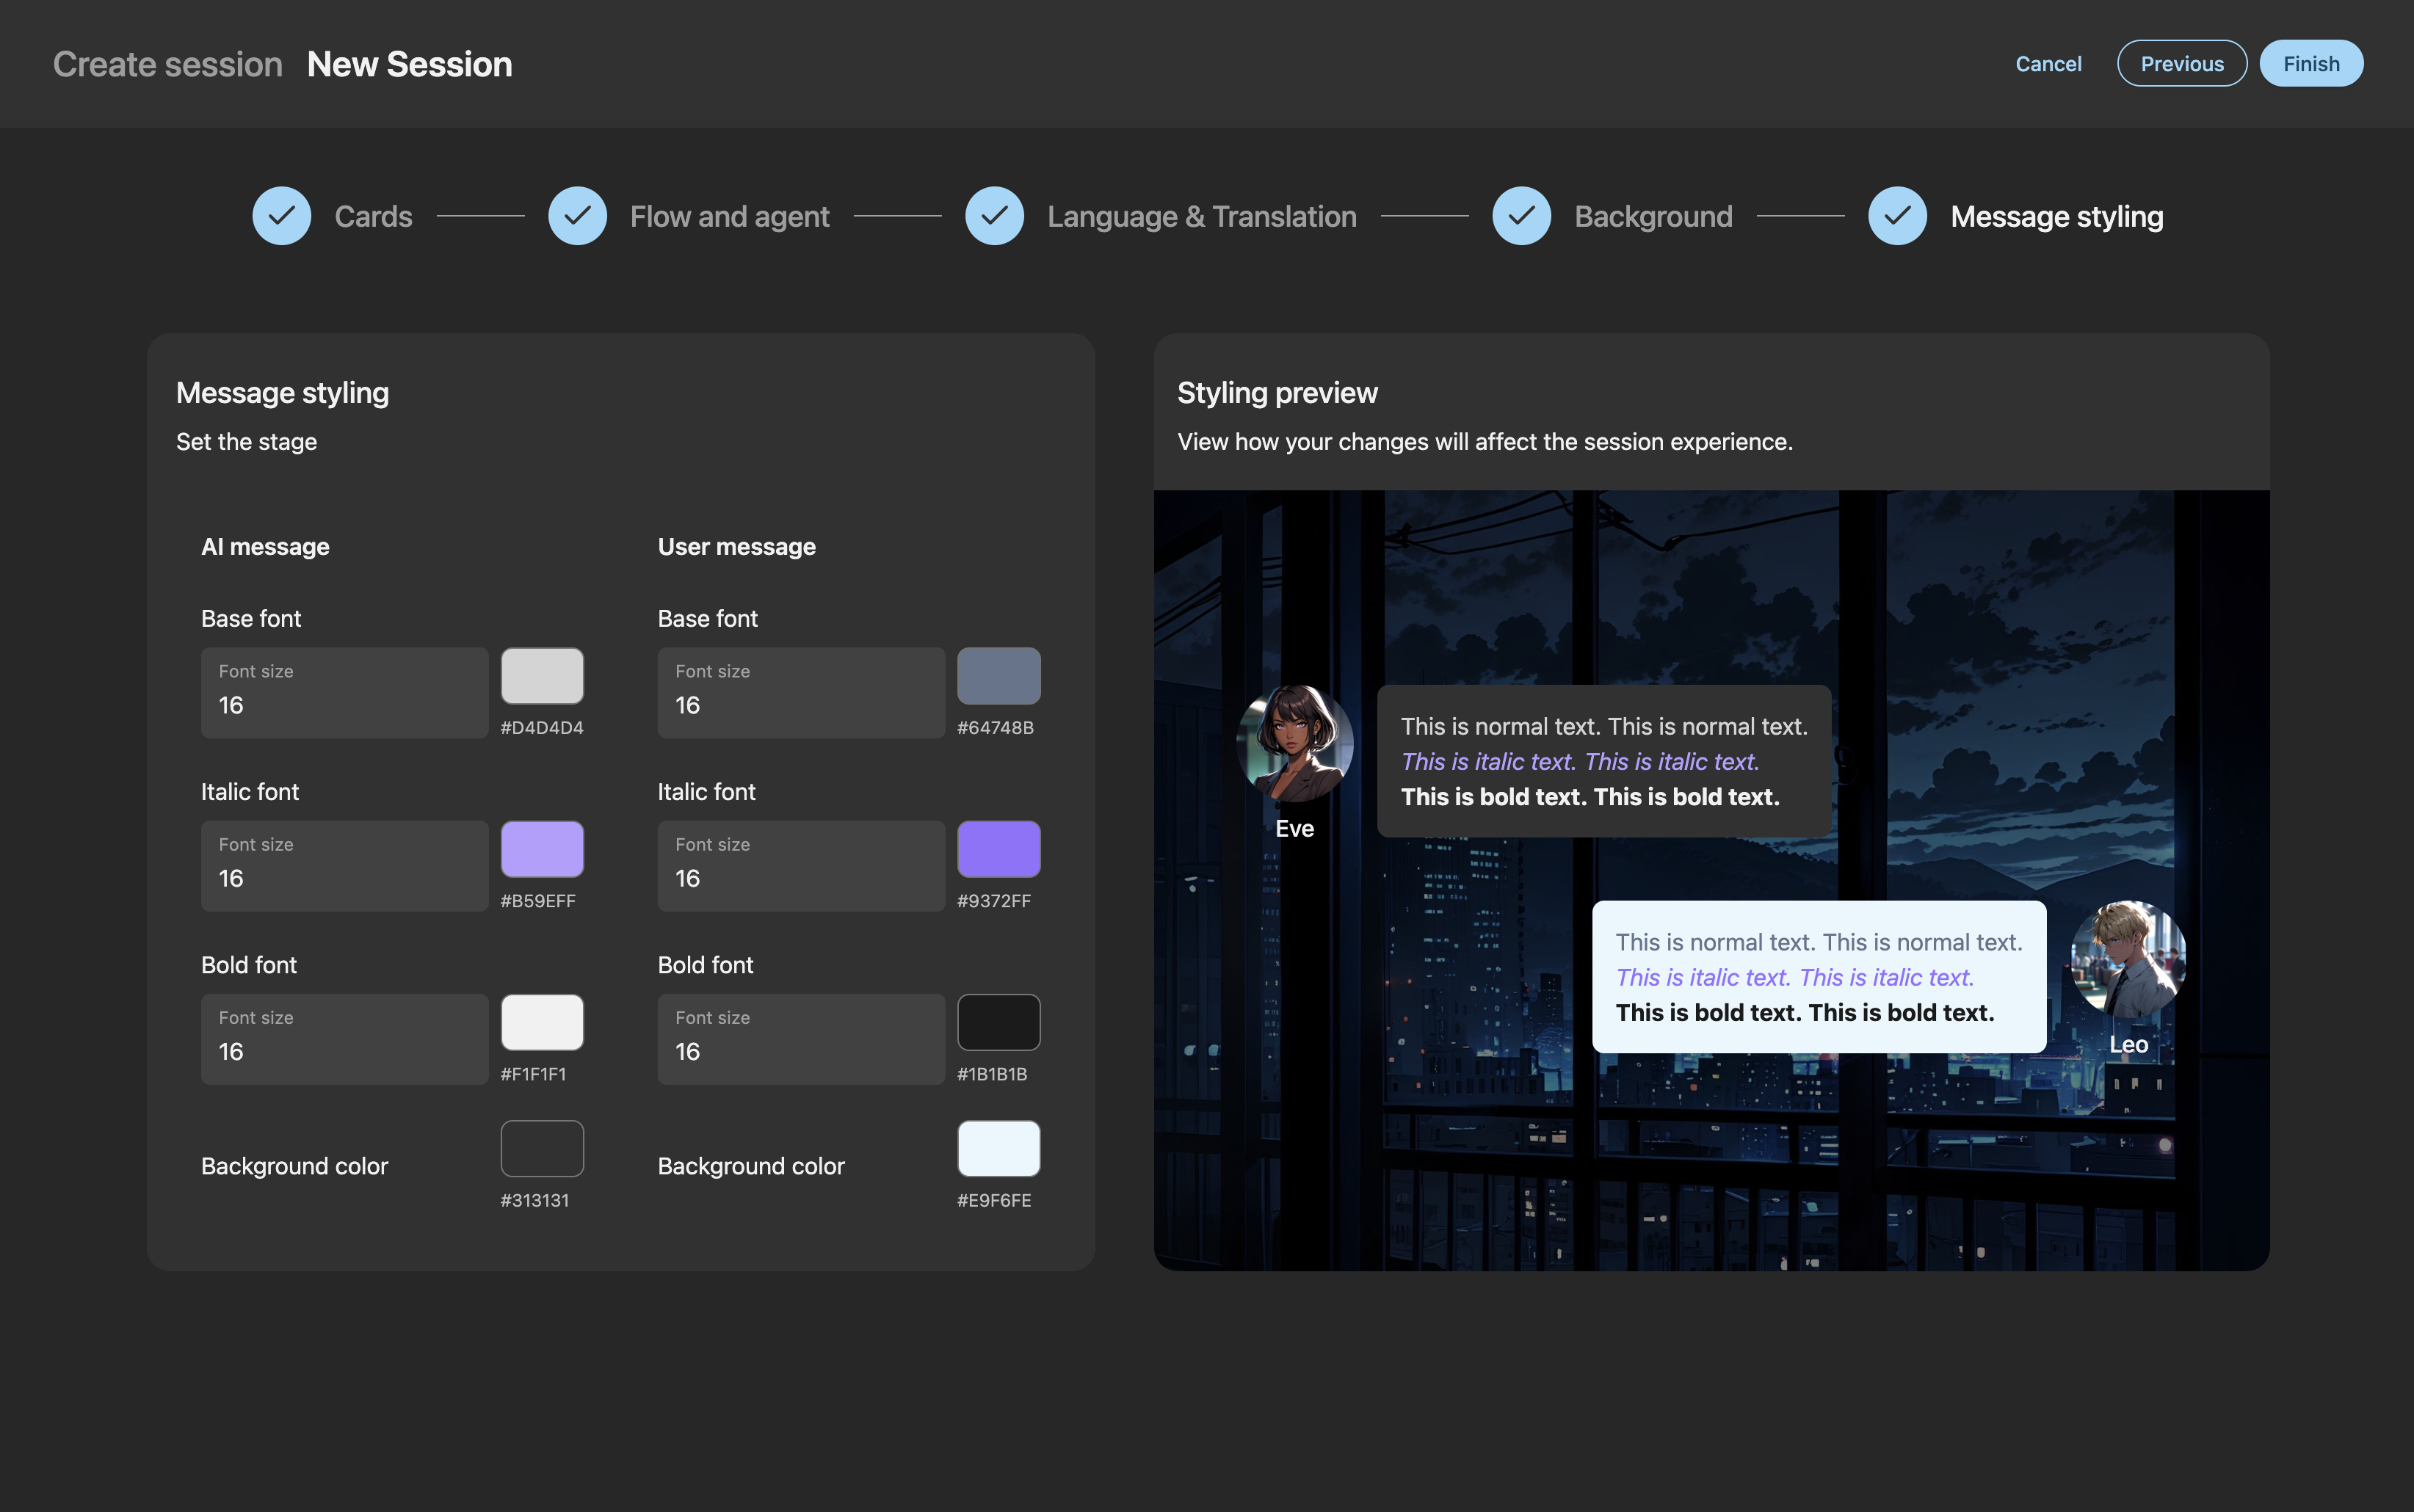 Create session New Session
Cancel
Previous
Finish
Cards
Flow and agent
Language & Translation
Background
Message styling
Message styling
Set the stage
AI message
Base font
Font size
16
#D4D4D4
Italic font
Font size
16
#B59EFF
Bold font
Font size
16
#F1F1F1
Background color
#313131
User message
Base font
Font size
16
#64748B
Italic font
Font size
16
#9372FF
Bold font
Font size
16
#1B1B1B
Background color
#E9F6FE
Styling preview
View how your changes will affect the session experience.
This is normal text. This is normal text.
This is italic text. This is italic text.
This is bold text. This is bold text.
Eve
This is normal text. This is normal text.
This is italic text. This is italic text.
This is bold text. This is bold text.
Leo